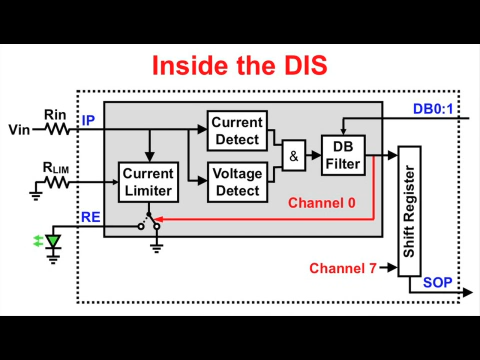 Inside the DIS
Rin
IP
DB0:1
Vin
Current
Detect
&
DB
Filter
RLIM
Current
Limiter
Voltage
Detect
Shift Register
Channel 0
RE
Channel 7
SOP